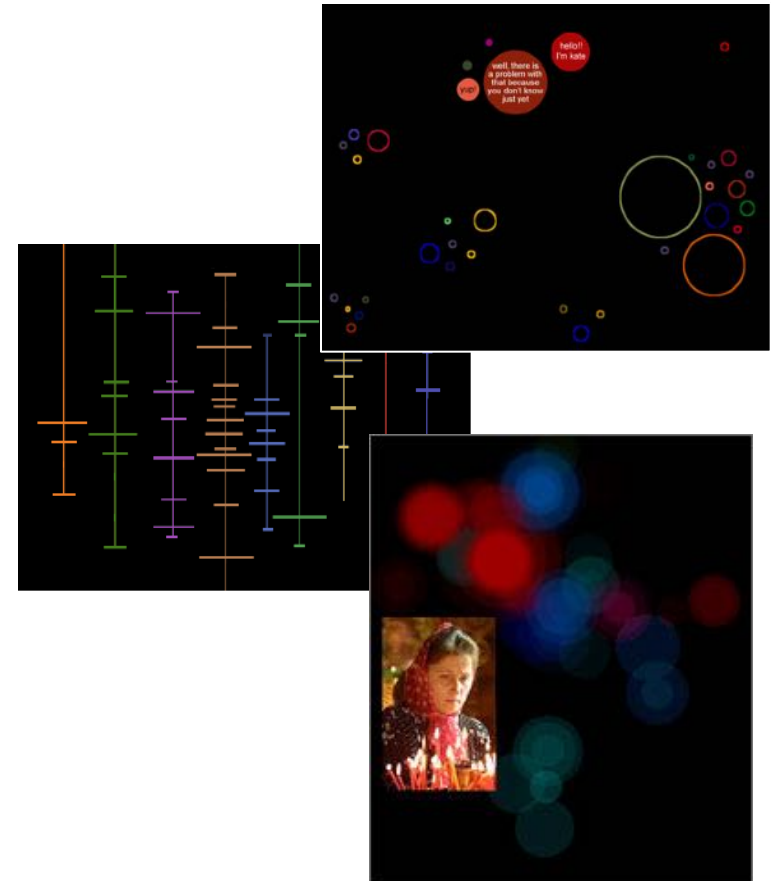 hello!!
I'm kate
well, there is
a problem with
that because
you don't know
just yet
yup!